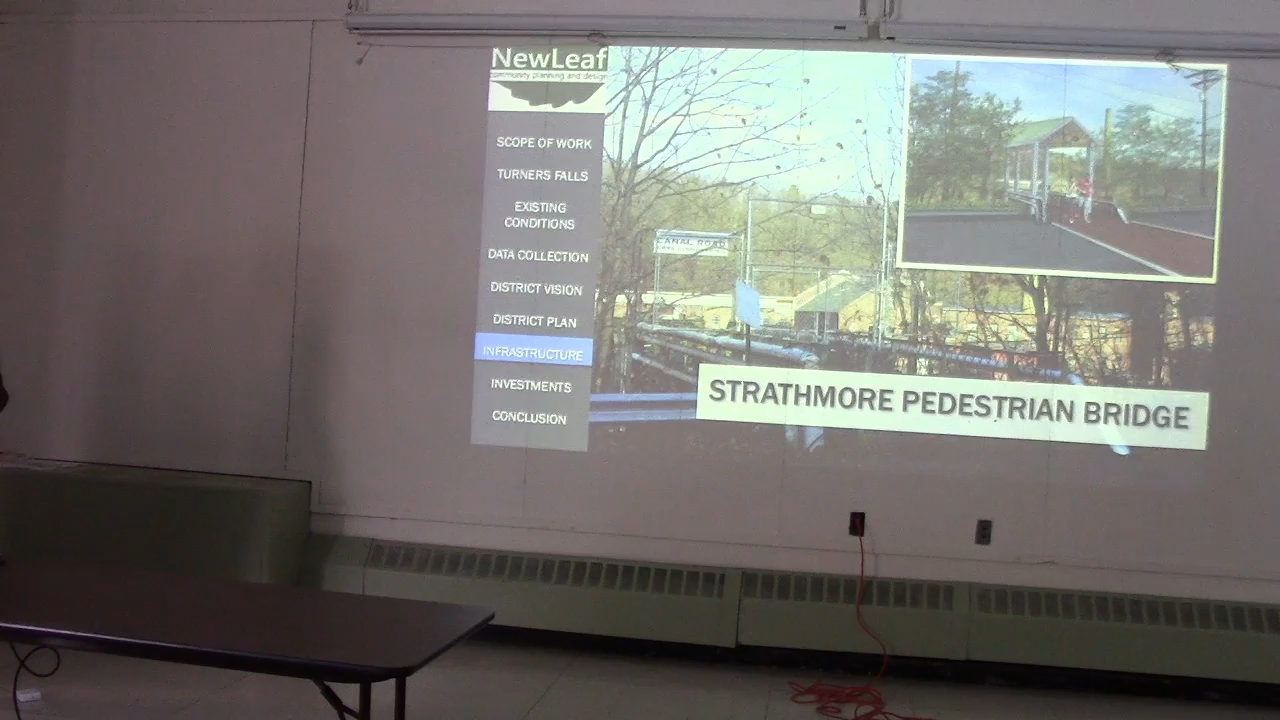 NewLeaf
community planning and design
SCOPE OF WORK
TURNERS FALLS
EXISTING
CONDITIONS
DATA COLLECTION
DISTRICT VISION
DISTRICT PLAN
INFRASTRUCTURE
INVESTMENTS
CONCLUSION
CANAL ROAD
STRATHMORE PEDESTRIAN BRIDGE